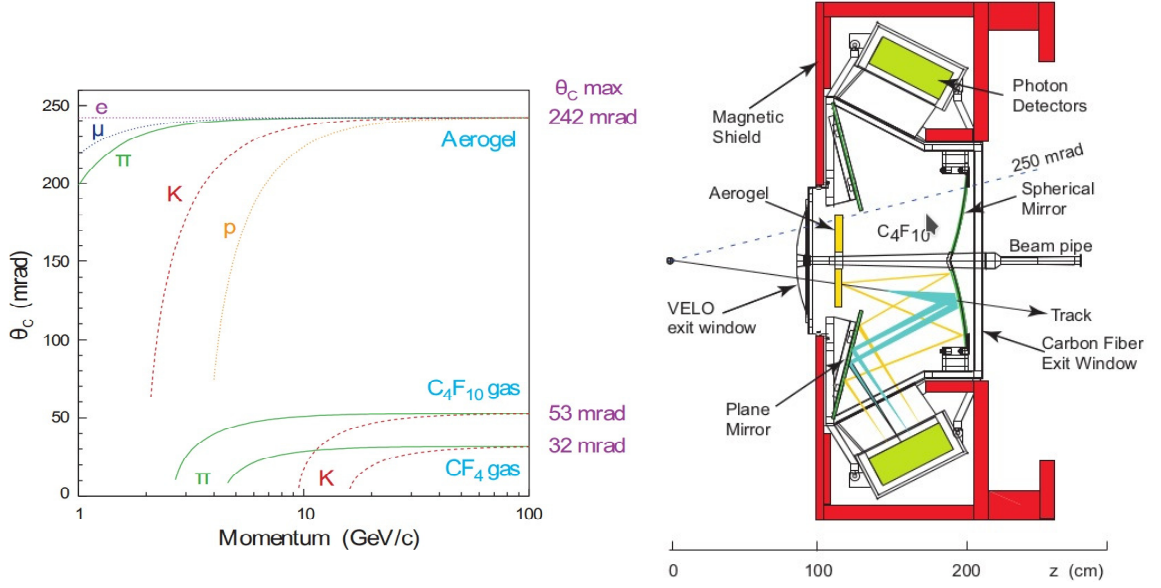 θC max
250
e
242 mrad
μ
Aerogel
π
200
K
p
150
θC (mrad)
100
C4F10 gas
50
53 mrad
32 mrad
π
K
CF4 gas
0
1
10
100
Momentum (GeV/c)
Magnetic
Shield
Photon
Detectors
250 mrad
Aerogel
Spherical
Mirror
C4F10
Beam pipe
VELO
exit window
Track
Carbon Fiber
Exit Window
Plane
Mirror
0
100
200
z (cm)